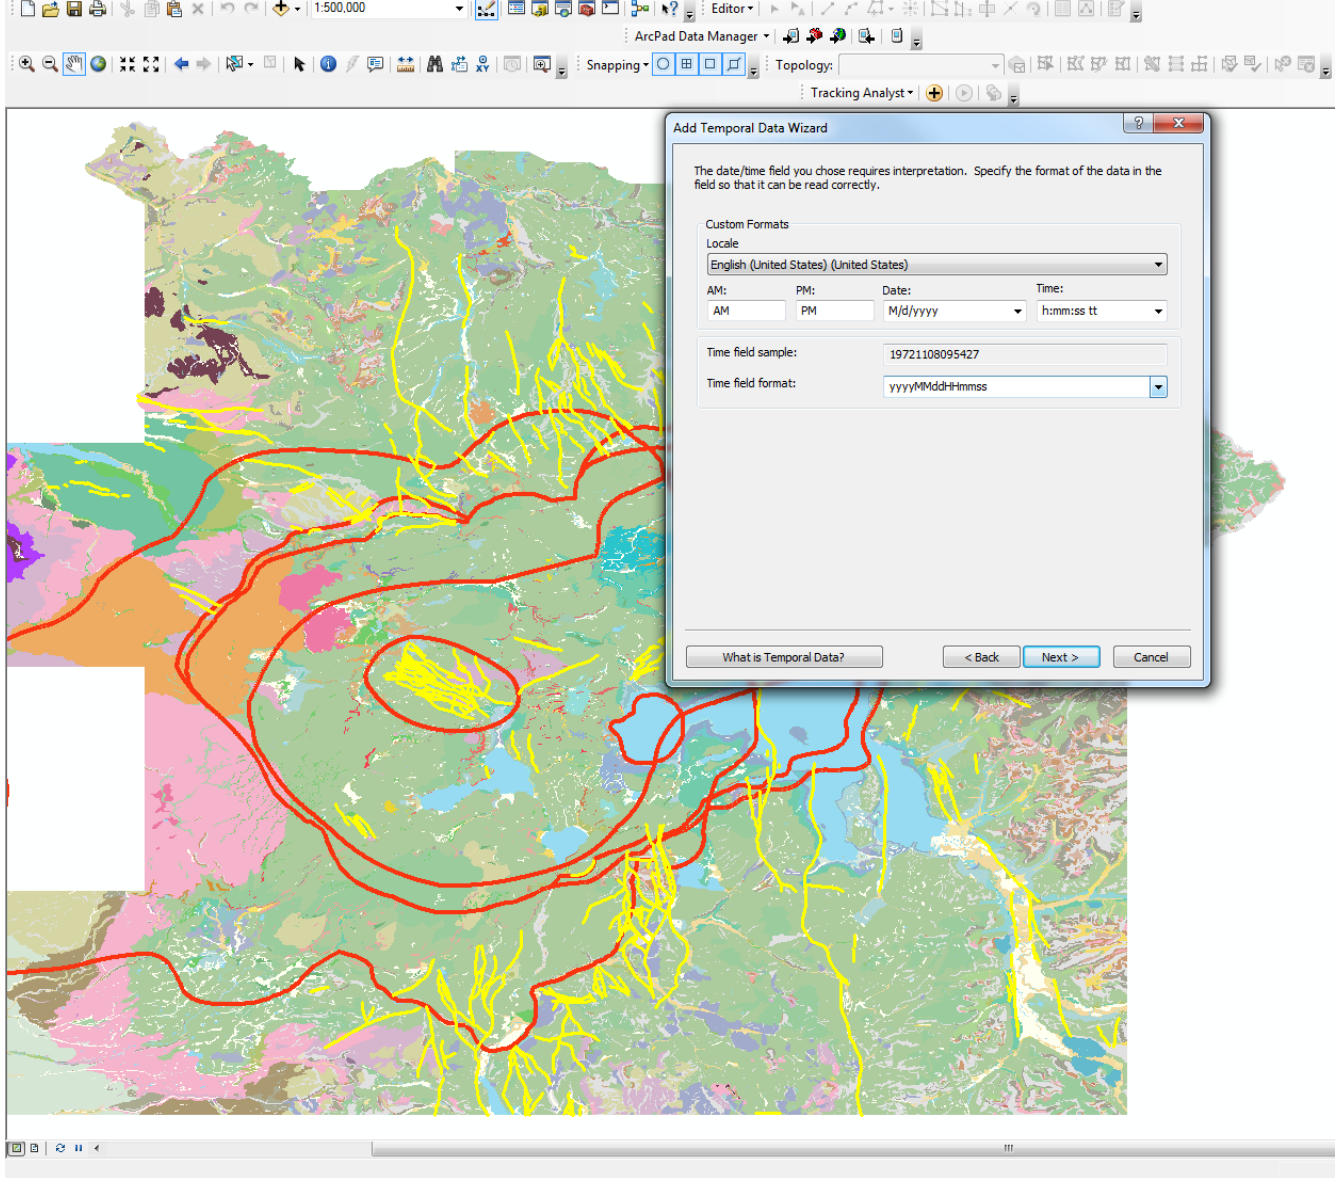 1:500,000
Editor
ArcPad Data Manager
Snapping
Topology:
Tracking Analyst
Add Temporal Data Wizard
The date/time field you chose requires interpretation. Specify the format of the data in the
field so that it can be read correctly.
Custom Formats
Locale
English (United States) (United States)
AM: PM: Date: Time:
AM PM M/d/yyyy h:mm:ss tt
Time field sample: 19721108095427
Time field format: yyyyMMddHHmmss
What is Temporal Data? < Back Next > Cancel